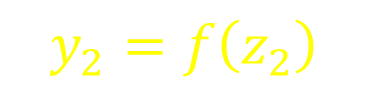 y₂ = f(z₂)